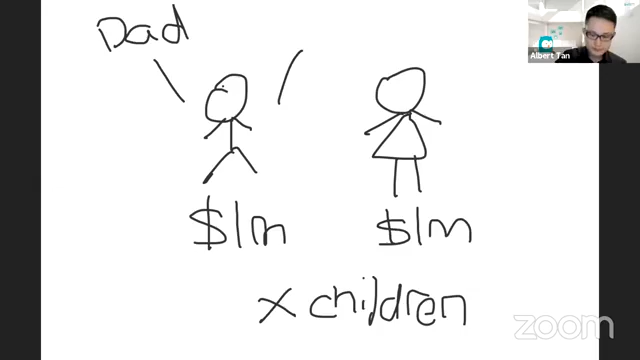 Albert Tan
Dad
$1m $1m
x children
zoom